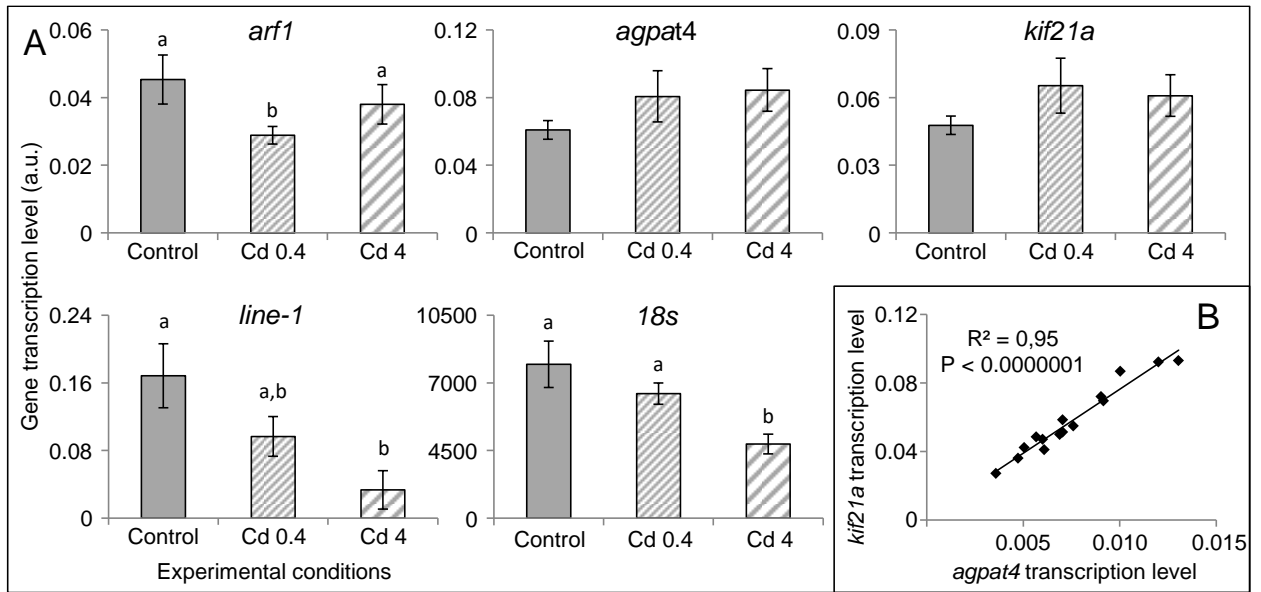 A
arf1
agpat4
kif21a
Gene transcription level (a.u.)
0.06
0.04
0.02
0
a
b
a
Control
Cd 0.4
Cd 4
0.12
0.08
0.04
0
Control
Cd 0.4
Cd 4
0.09
0.06
0.03
0
Control
Cd 0.4
Cd 4
line-1
0.24
0.16
0.08
0
a
a,b
b
Control
Cd 0.4
Cd 4
Experimental conditions
18s
10500
7000
4500
0
a
a
b
Control
Cd 0.4
Cd 4
B
R² = 0,95
P < 0.0000001
kif21a transcription level
0.12
0.08
0.04
0
0.005
0.010
0.015
agpat4 transcription level